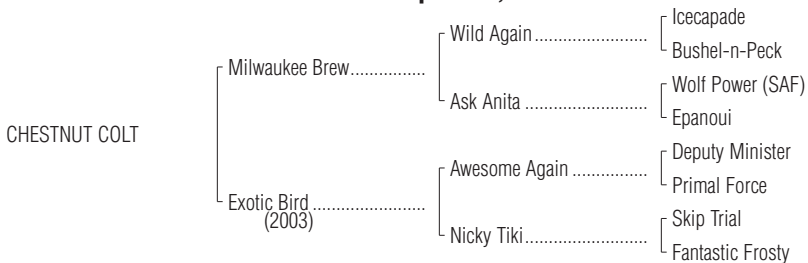 Icecapade
Wild Again
Bushel-n-Peck
Milwaukee Brew
Wolf Power (SAF)
Ask Anita
Epanoui
CHESTNUT COLT
Deputy Minister
Awesome Again
Primal Force
Exotic Bird
(2003)
Skip Trial
Nicky Tiki
Fantastic Frosty